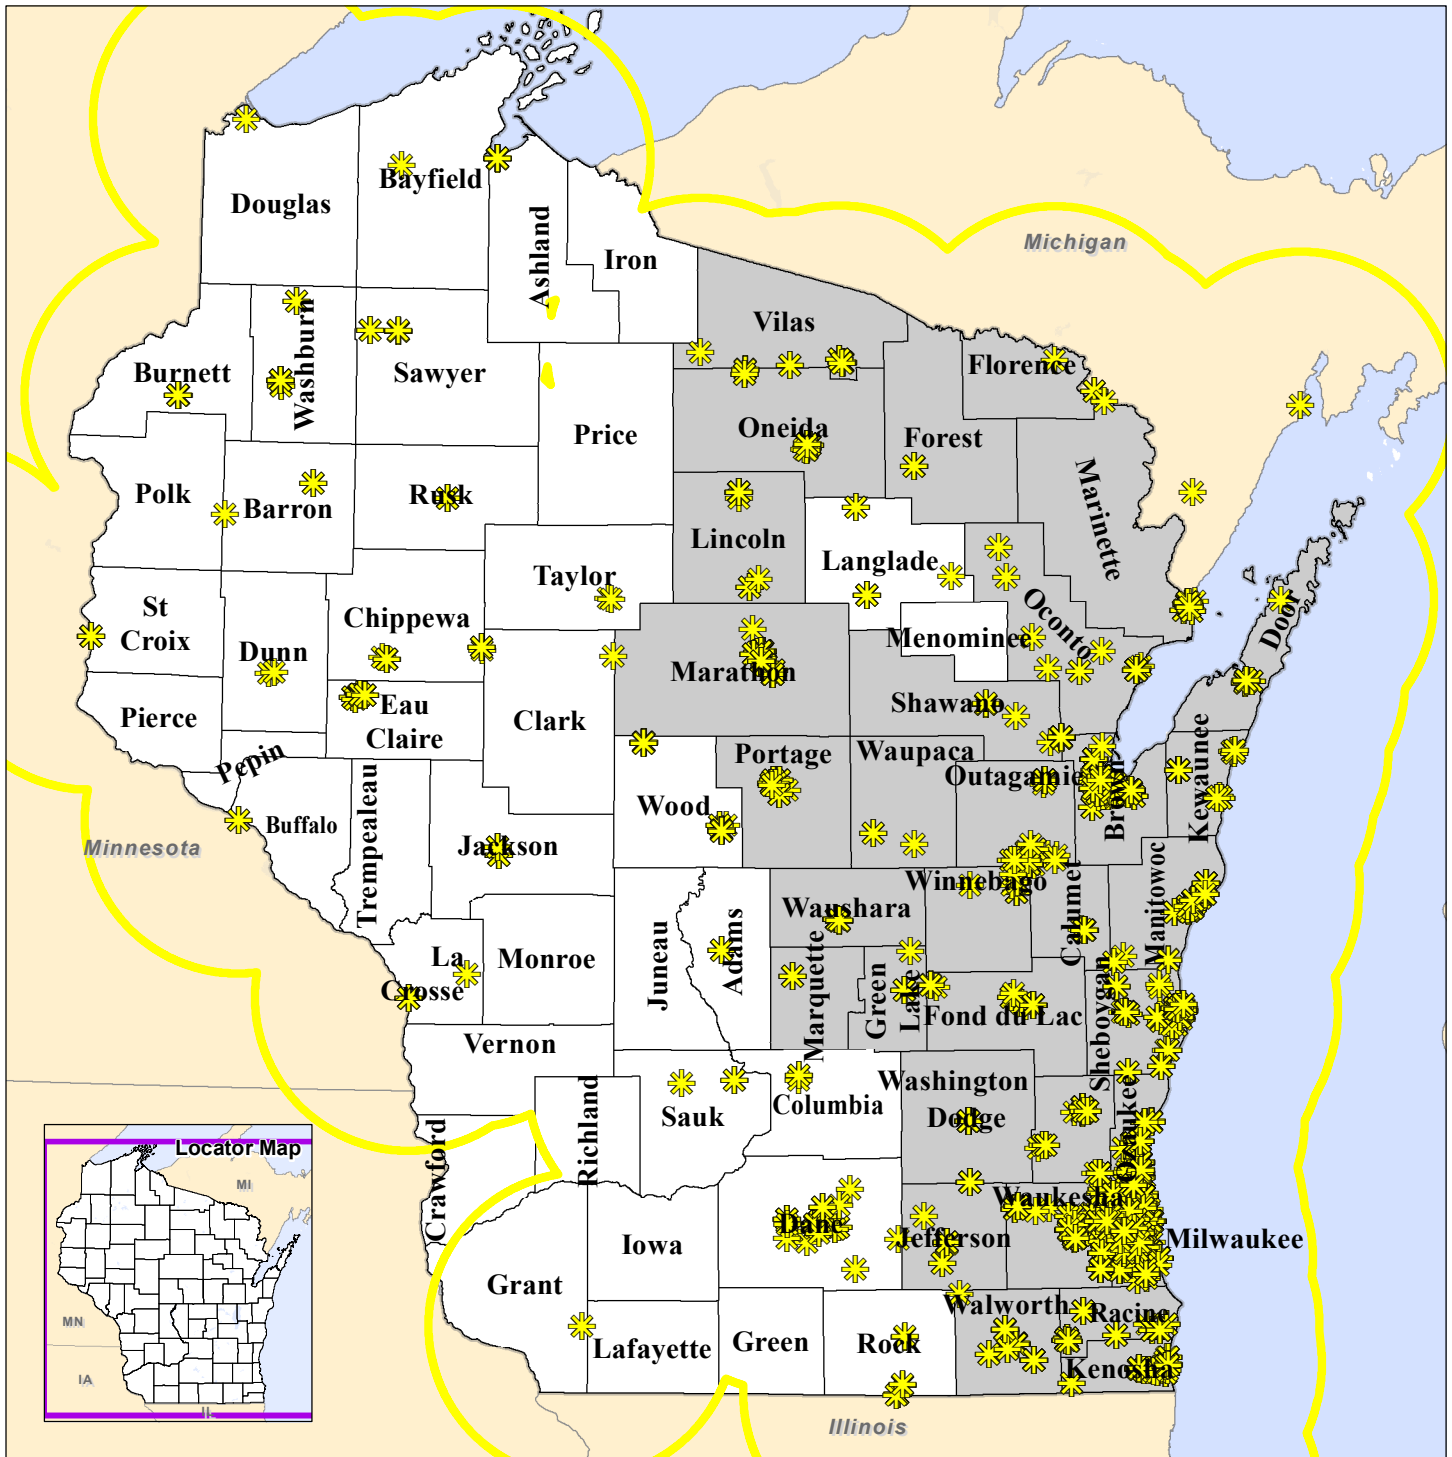 Michigan
Bayfield
Douglas
Ashland
Iron
Vilas
Washburn
Burnett
Sawyer
Florence
Price
Oneida
Forest
Polk
Barron
Rusk
Marinette
Lincoln
Langlade
Taylor
St
Croix
Chippewa
Oconto
Door
Menominee
Dunn
Marathon
Shawano
Pierce
Eau
Claire
Clark
Pepin
Portage
Waupaca
Outagamie
Brown
Kewaunee
Wood
Trempealeau
Buffalo
Minnesota
Jackson
Winnebago
Calumet
Manitowoc
Waushara
Juneau
Adams
Marquette
Green
Lake
La
Crosse
Monroe
Fond du Lac
Sheboygan
Vernon
Richland
Sauk
Columbia
Washington
Dodge
Ozaukee
Crawford
Locator Map
MI
MN
IA
IL
Dane
Waukesha
Jefferson
Milwaukee
Iowa
Grant
Lafayette
Green
Rock
Walworth
Racine
Kenosha
Illinois